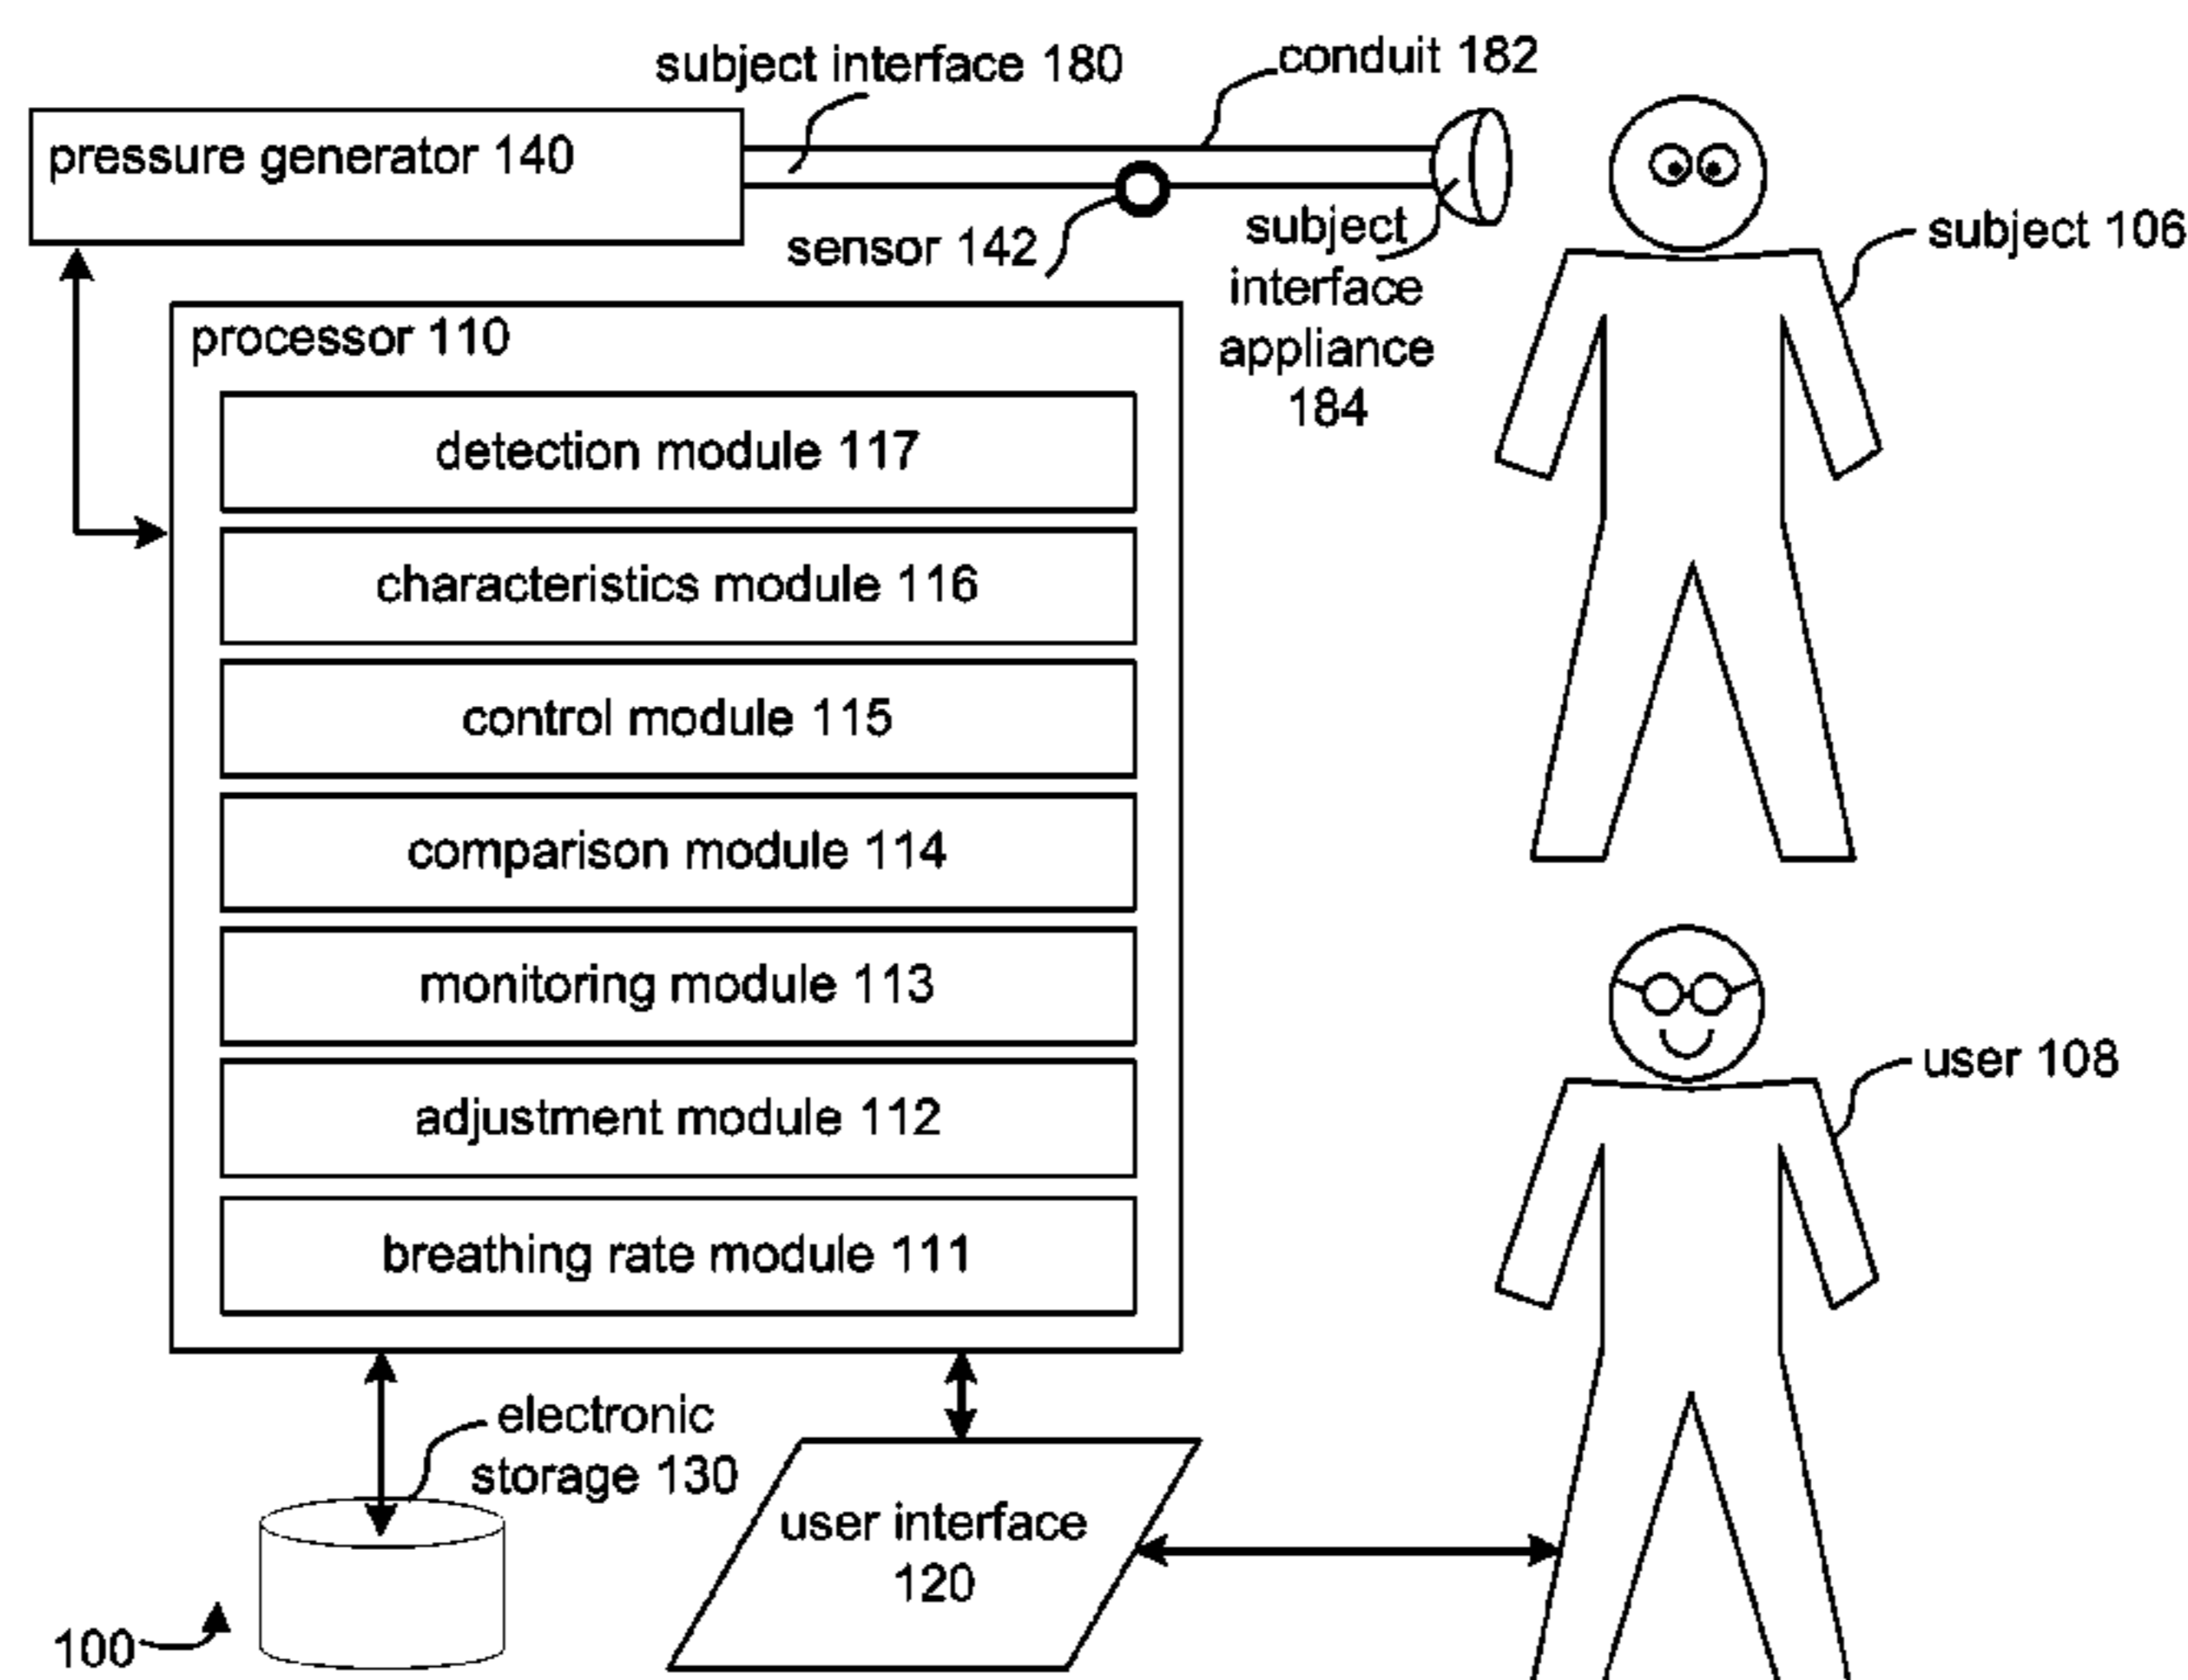 subject interface 180
conduit 182
pressure generator 140
sensor 142
subject
interface
appliance
184
subject 106
processor 110
detection module 117
characteristics module 116
control module 115
comparison module 114
monitoring module 113
adjustment module 112
breathing rate module 111
user 108
electronic
storage 130
user interface
120
100